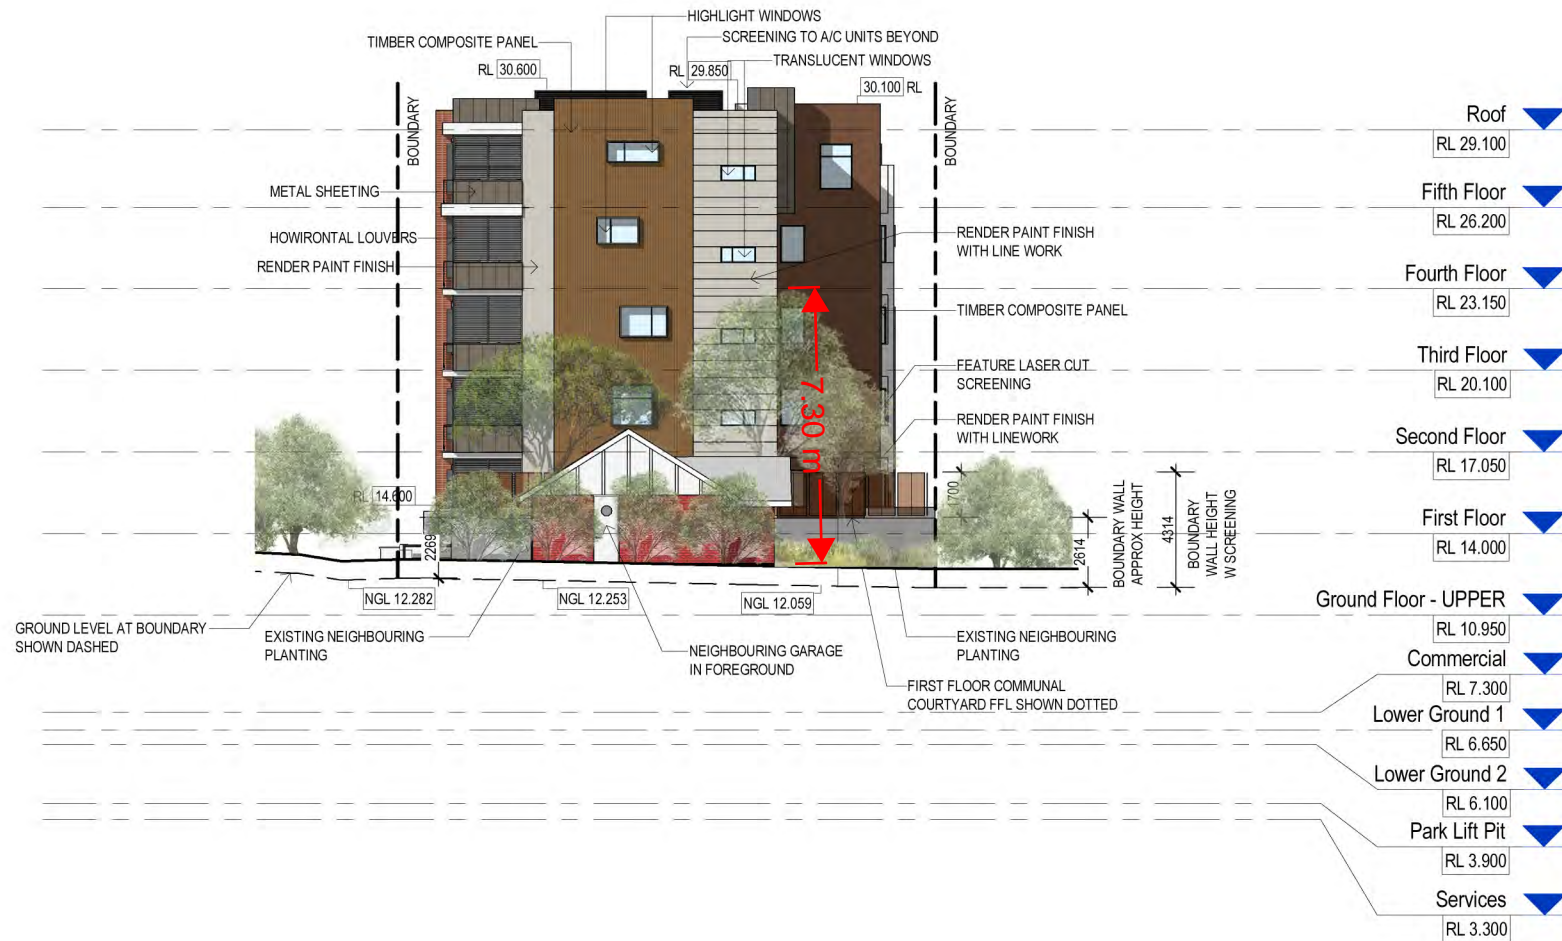 HIGHLIGHT WINDOWS
TIMBER COMPOSITE PANEL
SCREENING TO A/C UNITS BEYOND
TRANSLUCENT WINDOWS
RL 30.600
RL 29.850
30.100 RL
BOUNDARY
BOUNDARY
METAL SHEETING
HOWIRONTAL LOUVERS
RENDER PAINT FINISH
RENDER PAINT FINISH
WITH LINE WORK
TIMBER COMPOSITE PANEL
FEATURE LASER CUT
SCREENING
RENDER PAINT FINISH
WITH LINEWORK
7.30 m
RL 14.600
2269
700
2614
BOUNDARY WALL
APPROX HEIGHT
4314
BOUNDARY
WALL HEIGHT
W SCREENING
NGL 12.282
NGL 12.253
NGL 12.059
GROUND LEVEL AT BOUNDARY
SHOWN DASHED
EXISTING NEIGHBOURING
PLANTING
NEIGHBOURING GARAGE
IN FOREGROUND
EXISTING NEIGHBOURING
PLANTING
FIRST FLOOR COMMUNAL
COURTYARD FFL SHOWN DOTTED
Roof
RL 29.100
Fifth Floor
RL 26.200
Fourth Floor
RL 23.150
Third Floor
RL 20.100
Second Floor
RL 17.050
First Floor
RL 14.000
Ground Floor - UPPER
RL 10.950
Commercial
RL 7.300
Lower Ground 1
RL 6.650
Lower Ground 2
RL 6.100
Park Lift Pit
RL 3.900
Services
RL 3.300